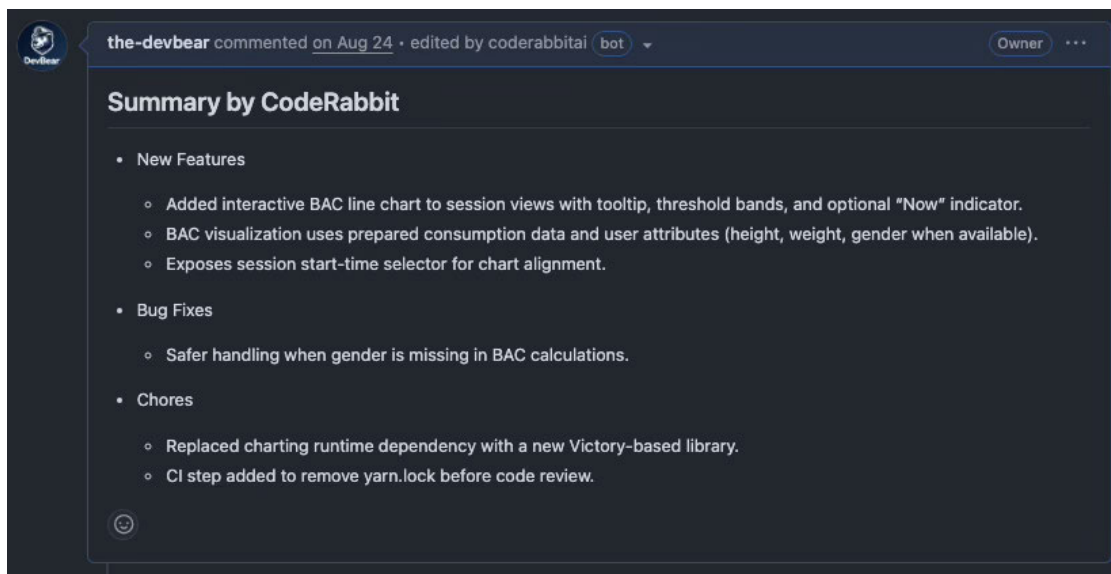 the-devbear commented on Aug 24 • edited by coderabbitai bot
Owner
DevBear
Summary by CodeRabbit
• New Features
◦ Added interactive BAC line chart to session views with tooltip, threshold bands, and optional "Now" indicator.
◦ BAC visualization uses prepared consumption data and user attributes (height, weight, gender when available).
◦ Exposes session start-time selector for chart alignment.
• Bug Fixes
◦ Safer handling when gender is missing in BAC calculations.
• Chores
◦ Replaced charting runtime dependency with a new Victory-based library.
◦ CI step added to remove yarn.lock before code review.